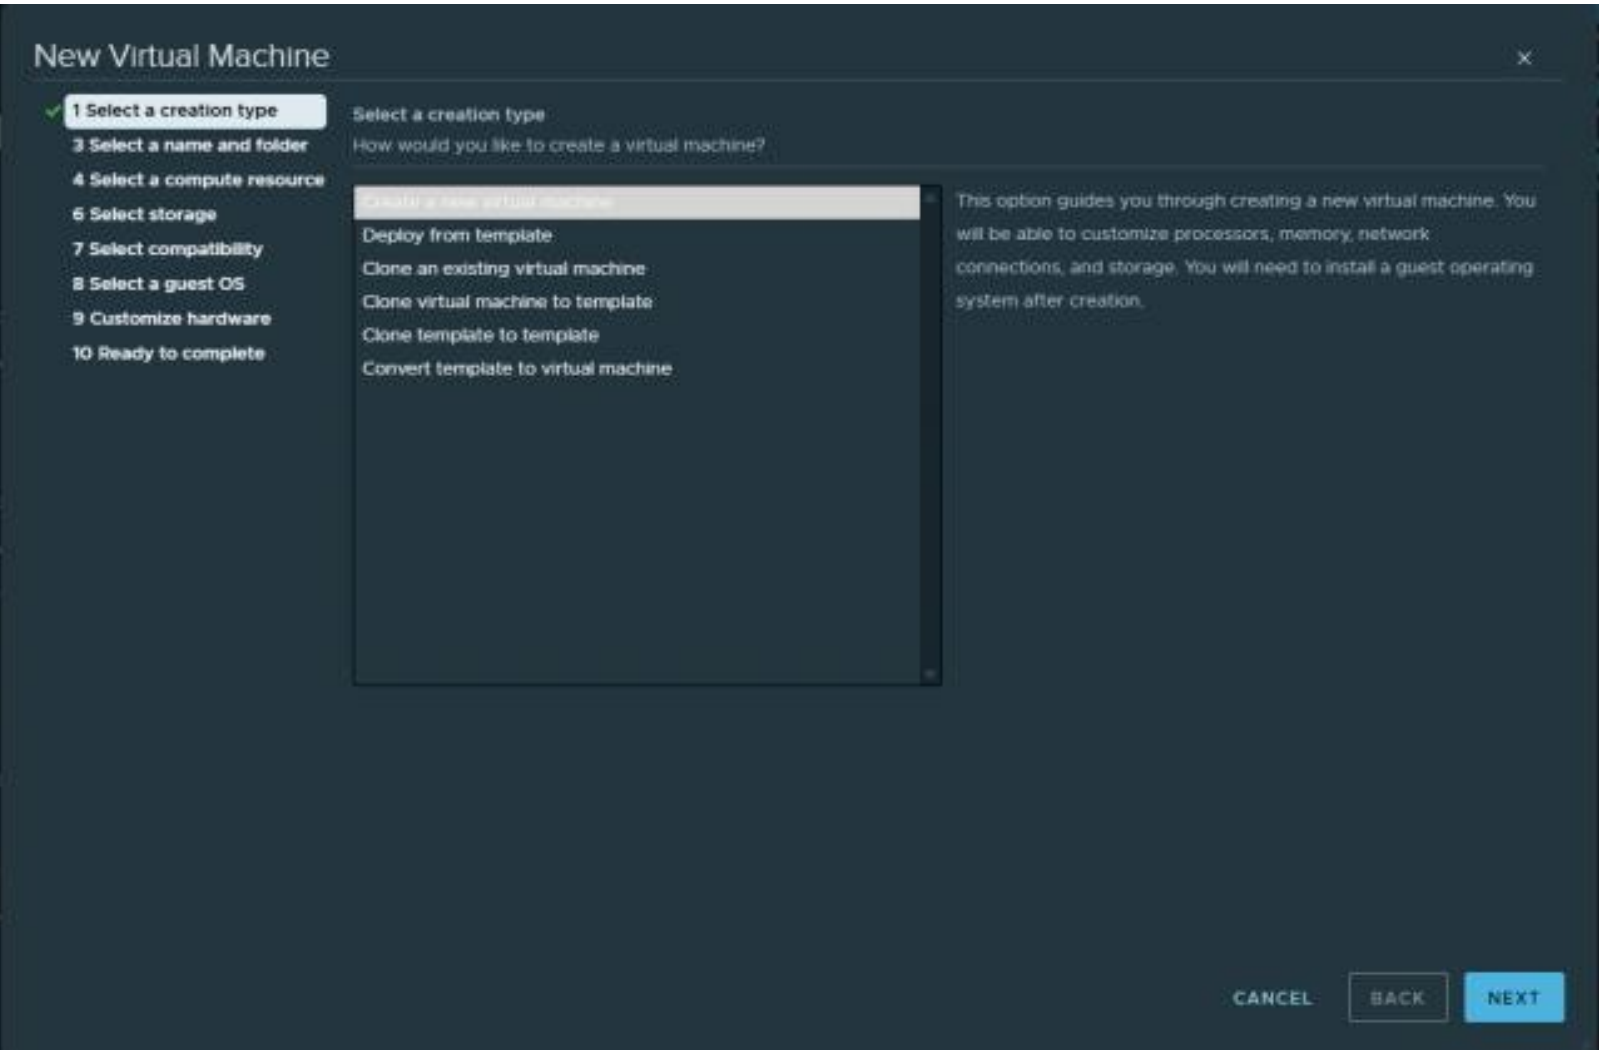 New Virtual Machine
1 Select a creation type
3 Select a name and folder
4 Select a compute resource
6 Select storage
7 Select compatibility
8 Select a guest OS
9 Customize hardware
10 Ready to complete
Select a creation type
How would you like to create a virtual machine?
Create a new virtual machine
Deploy from template
Clone an existing virtual machine
Clone virtual machine to template
Clone template to template
Convert template to virtual machine
This option guides you through creating a new virtual machine. You
will be able to customize processors, memory, network
connections, and storage. You will need to install a guest operating
system after creation.
CANCEL
BACK
NEXT